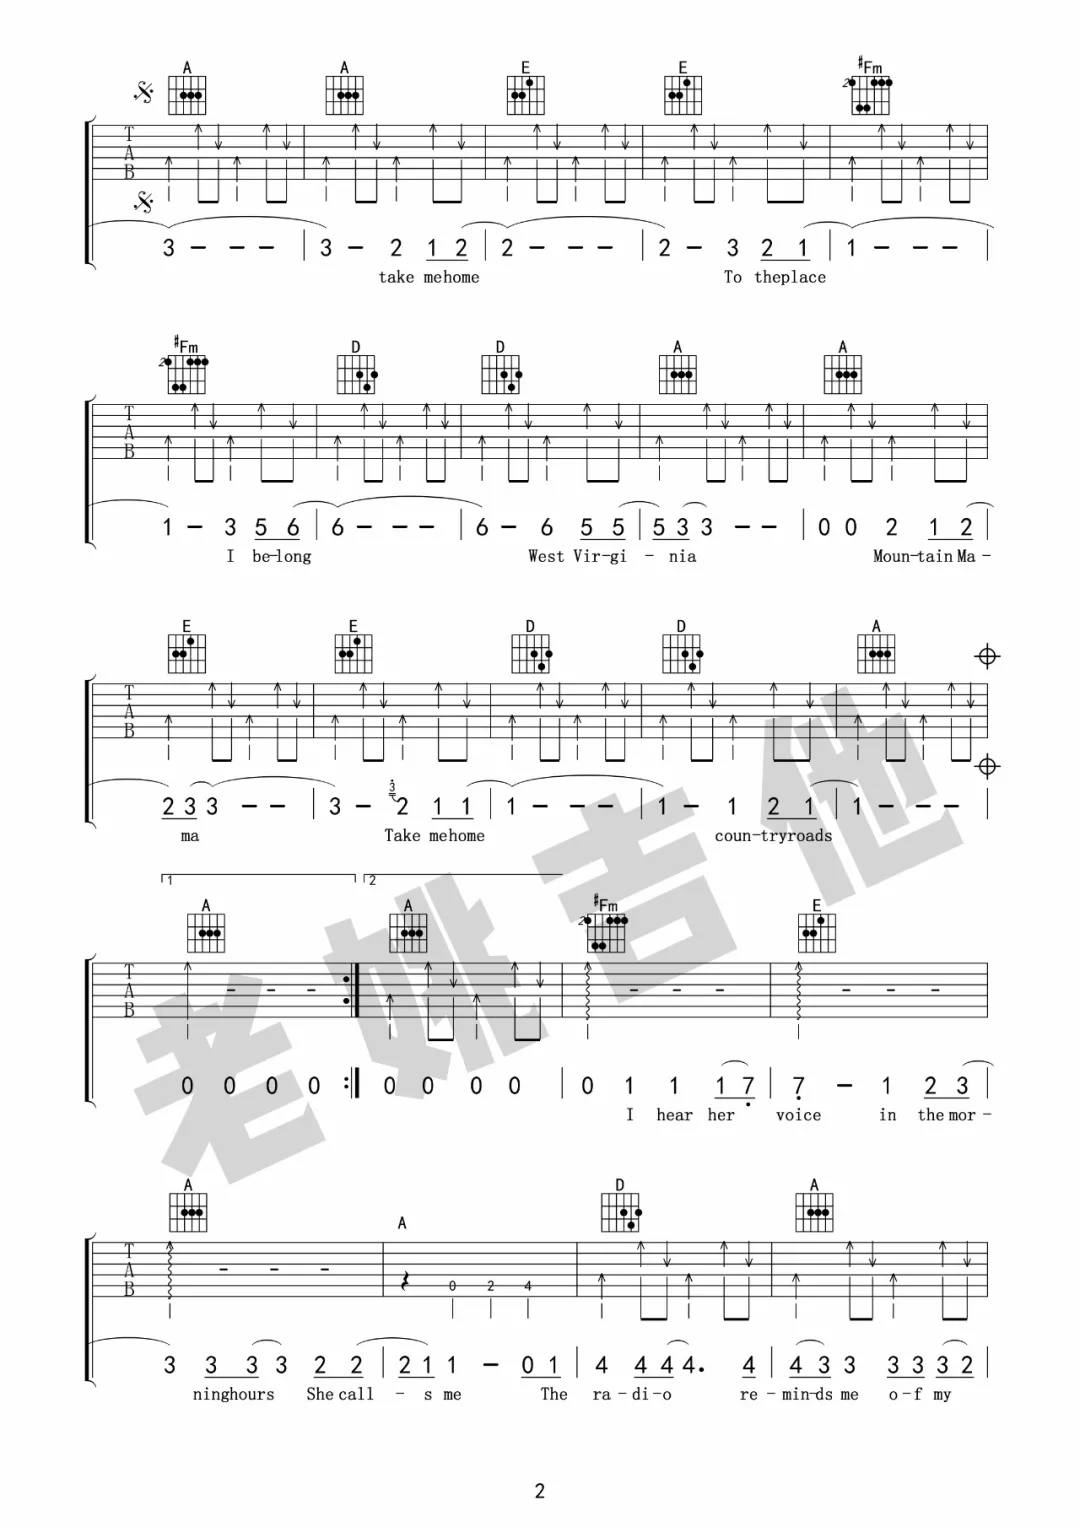 A A E E #Fm
2
T
A
B
3 - - - 3 - 2 1 2 2 - - - 2 - 3 2 1 1 - - -
take mehome To theplace
#Fm D D A A
2
T
A
B
1 - 3 5 6 6 - - - 6 - 6 5 5 5 3 3 - - 0 0 2 1 2
I be-long West Vir-gi - nia Moun-tain Ma-
E E D D A
T
A
B
3
2 3 3 - - 3 - 2 1 1 1 - - - 1 - 1 2 1 1 - - -
ma Take mehome coun-tryroads
1 2
A A #Fm E
2
T
A
B
0 0 0 0 0 0 0 0 0 1 1 1 7 7 - 1 2 3
I hear her voice in the mor-
A A D A
T
A
B
0 2 4
3 3 3 3 2 2 2 1 1 - 0 1 4 4 4 4. 4 4 3 3 3 3 3 2
ninghours She call - s me The ra-di-o re-minds me o-f my
老姚吉他
2